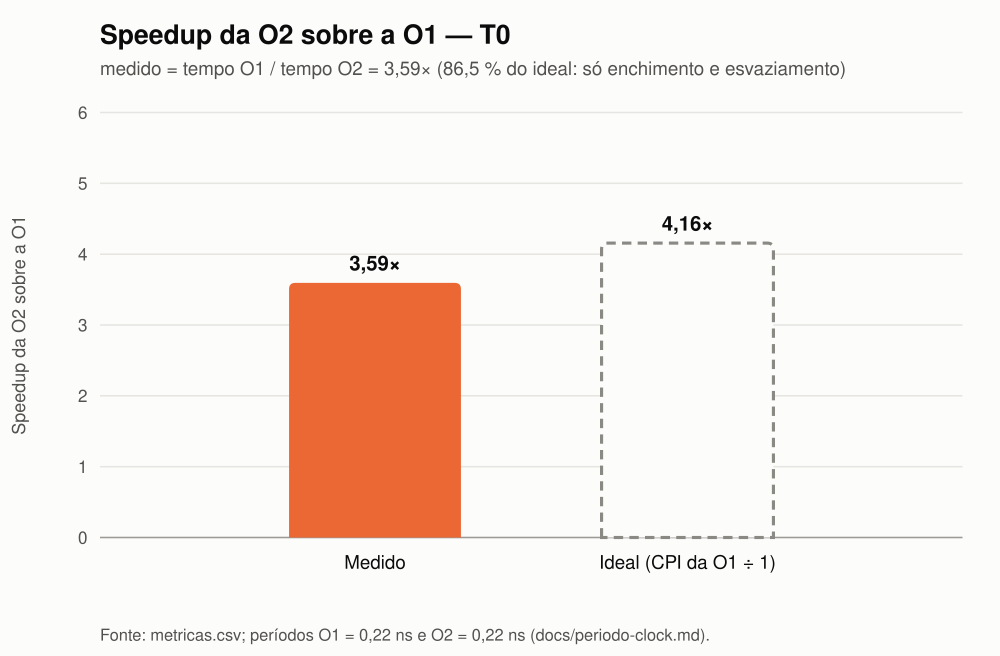 Speedup da O2 sobre a O1 — T0
medido = tempo O1 / tempo O2 = 3,59× (86,5 % do ideal: só enchimento e esvaziamento)
6
5
4
3
2
1
0
Speedup da O2 sobre a O1
3,59×
4,16×
Medido
Ideal (CPI da O1 ÷ 1)
Fonte: metricas.csv; períodos O1 = 0,22 ns e O2 = 0,22 ns (docs/periodo-clock.md).